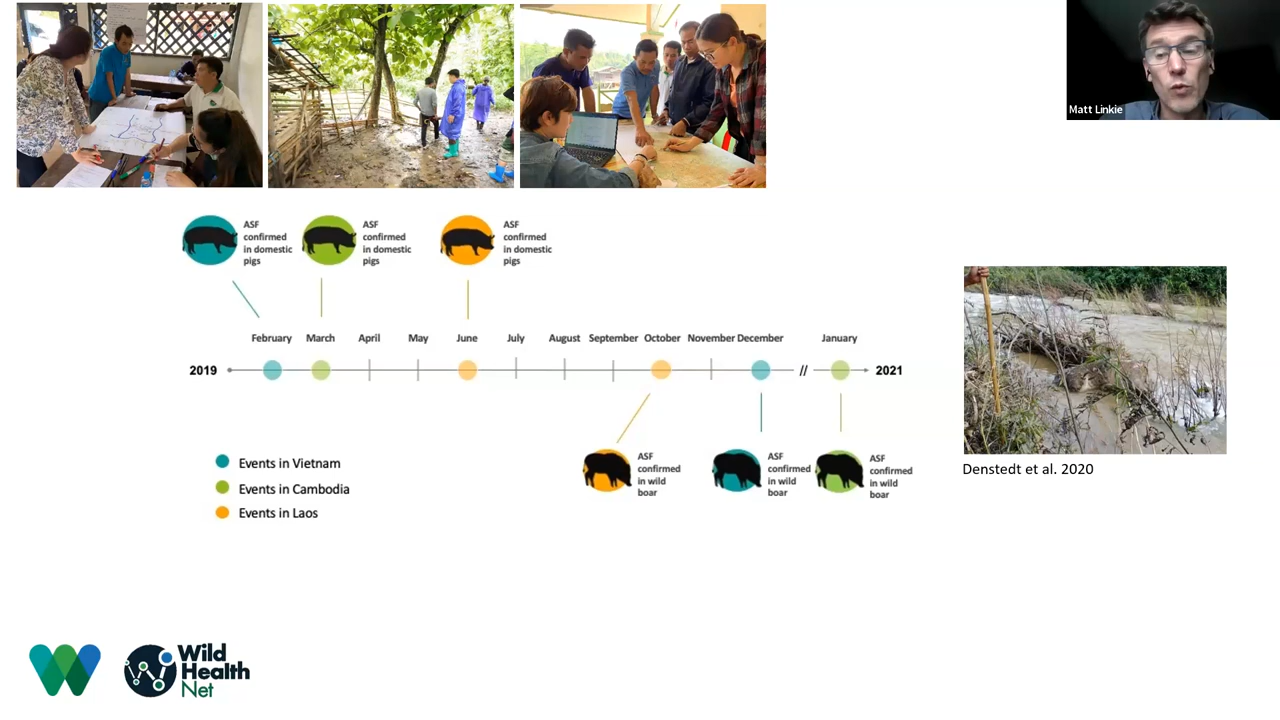 Matt Linkie
ASF
confirmed
in domestic
pigs
ASF
confirmed
in domestic
pigs
ASF
confirmed
in domestic
pigs
February March April May June July August September October November December January
2019 // 2021
ASF
confirmed
in wild
boar
ASF
confirmed
in wild
boar
ASF
confirmed
in wild
boar
Events in Vietnam
Events in Cambodia
Events in Laos
Denstedt et al. 2020
Wild
Health
Net